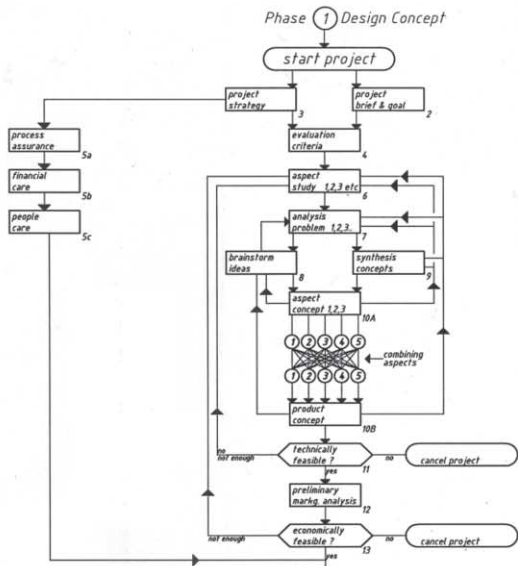 Phase 1 Design Concept
start project
project
strategy
3
project
brief & goal
2
process
assurance
5a
evaluation
criteria
4
financial
care
5b
aspect
study 1,2,3 etc
6
people
care
5c
analysis
problem 1,2,3..
7
brainstorm
ideas
8
synthesis
concepts
9
aspect
concept 1,2,3
10A
1 2 3 4 5
combining
aspects
1 2 3 4 5
product
concept
10B
no
not enough
technically
feasible ?
11
no
cancel project
yes
preliminary
markg. analysis
12
not enough
economically
feasible ?
13
no
cancel project
yes